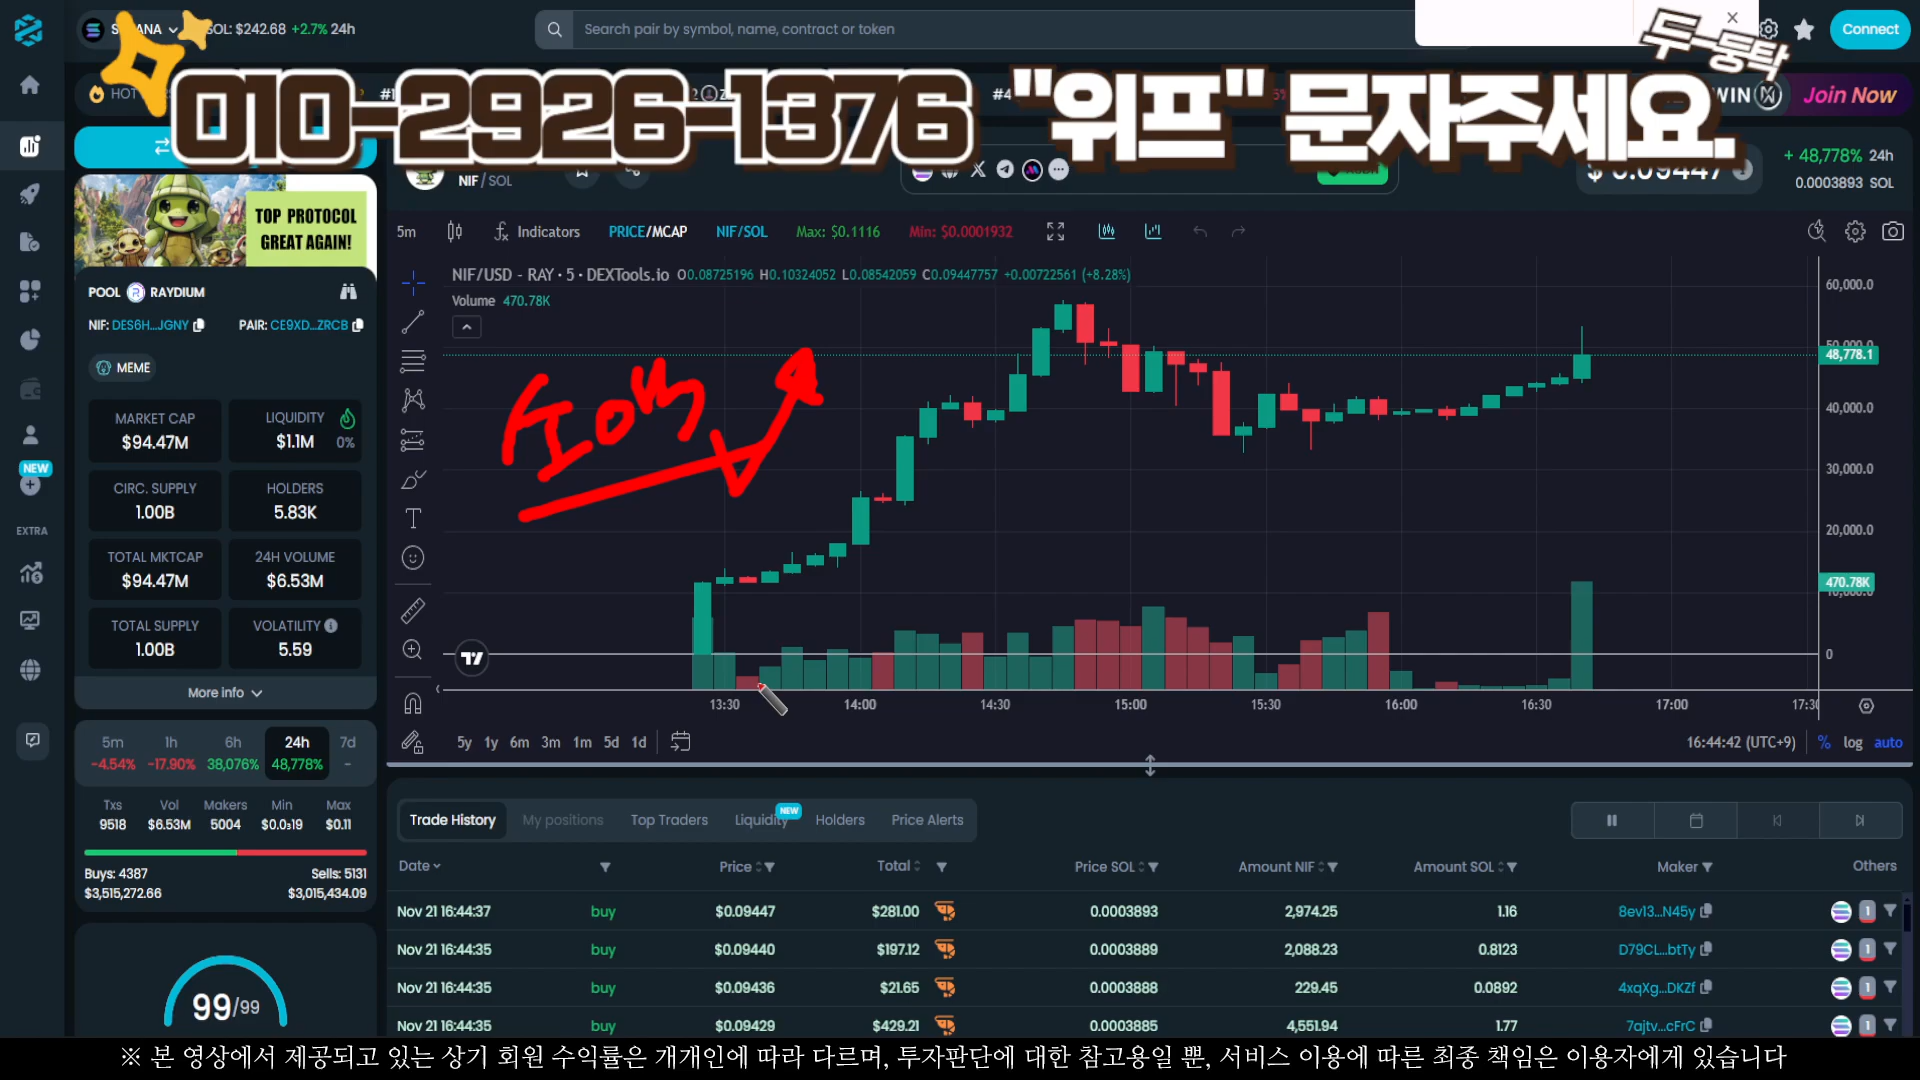 SOL: $242.68 +2.7% 24h
Search pair by symbol, name, contract or token
Connect
두-둥탁
HOT
010-2926-1376 "위프" 문자주세요.
#4
WIN
Join Now
NIF/SOL
+ 48,778% 24h
$ 0.09447
0.0003893 SOL
TOP PROTOCOL
GREAT AGAIN!
5m
Indicators
PRICE/MCAP
NIF/SOL
Max: $0.1116
Min: $0.0001932
NIF/USD - RAY · 5 · DEXTools.io O0.08725196 H0.10324052 L0.08542059 C0.09447757 +0.00722561 (+8.28%)
Volume 470.78K
60,000.0
48,778.1
40,000.0
30,000.0
20,000.0
470.78K
0
소액
13:30 14:00 14:30 15:00 15:30 16:00 16:30 17:00 17:30
5y 1y 6m 3m 1m 5d 1d
16:44:42 (UTC+9)
% log auto
POOL RAYDIUM
NIF: DES6H...JGNY PAIR: CE9XD...ZRCB
MEME
MARKET CAP
$94.47M
LIQUIDITY
$1.1M 0%
CIRC. SUPPLY
1.00B
HOLDERS
5.83K
TOTAL MKTCAP
$94.47M
24H VOLUME
$6.53M
TOTAL SUPPLY
1.00B
VOLATILITY
5.59
More info
NEW
EXTRA
5m 1h 6h 24h 7d
-4.54% -17.90% 38,076% 48,778% -
Txs Vol Makers Min Max
9518 $6.53M 5004 $0.0₃19 $0.11
Buys: 4387 Sells: 5131
$3,515,272.66 $3,015,434.09
99/99
Trade History My positions Top Traders Liquidity NEW Holders Price Alerts
Date Price Total Price SOL Amount NIF Amount SOL Maker Others
Nov 21 16:44:37 buy $0.09447 $281.00 0.0003893 2,974.25 1.16 8ev13...N45y 1
Nov 21 16:44:35 buy $0.09440 $197.12 0.0003889 2,088.23 0.8123 D79CL...btTy 1
Nov 21 16:44:35 buy $0.09436 $21.65 0.0003888 229.45 0.0892 4xqXg...DKZf 1
Nov 21 16:44:35 buy $0.09429 $429.21 0.0003885 4,551.94 1.77 7ajtv...cFrC 1
※ 본 영상에서 제공되고 있는 상기 회원 수익률은 개개인에 따라 다르며, 투자판단에 대한 참고용일 뿐, 서비스 이용에 따른 최종 책임은 이용자에게 있습니다